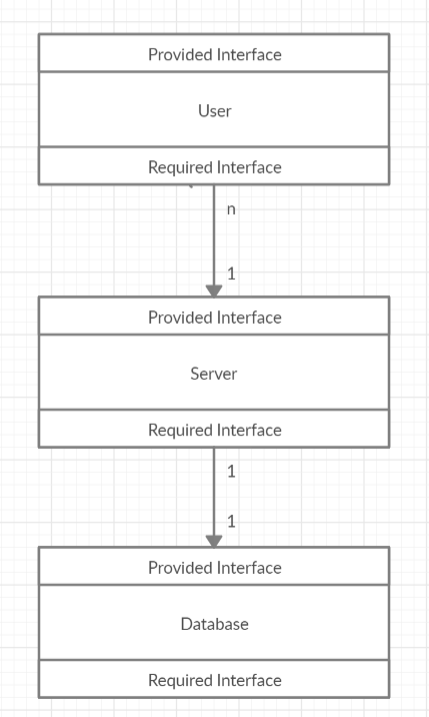 Provided Interface
User
Required Interface
n
1
Provided Interface
Server
Required Interface
1
1
Provided Interface
Database
Required Interface